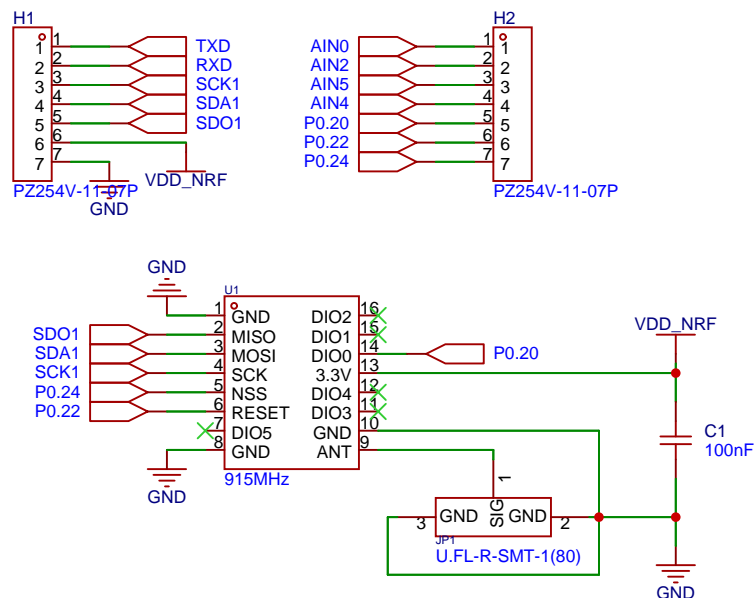 H1
1 1 TXD
2 2 RXD
3 3 SCK1
4 4 SDA1
5 5 SDO1
6 6
7 7
VDD_NRF
PZ254V-11-07P
GND
H2
AIN0 1 1
AIN2 2 2
AIN5 3 3
AIN4 4 4
P0.20 5 5
P0.22 6 6
P0.24 7 7
PZ254V-11-07P
GND
U1
1 GND DIO2 16
SDO1 2 MISO DIO1 15
SDA1 3 MOSI DIO0 14 P0.20
SCK1 4 SCK 3.3V 13
P0.24 5 NSS DIO4 12
P0.22 6 RESET DIO3 11
7 DIO5 GND 10
8 GND ANT 9
GND
915MHz
VDD_NRF
C1
100nF
1
3 GND SIG GND 2
JP1
U.FL-R-SMT-1(80)
GND